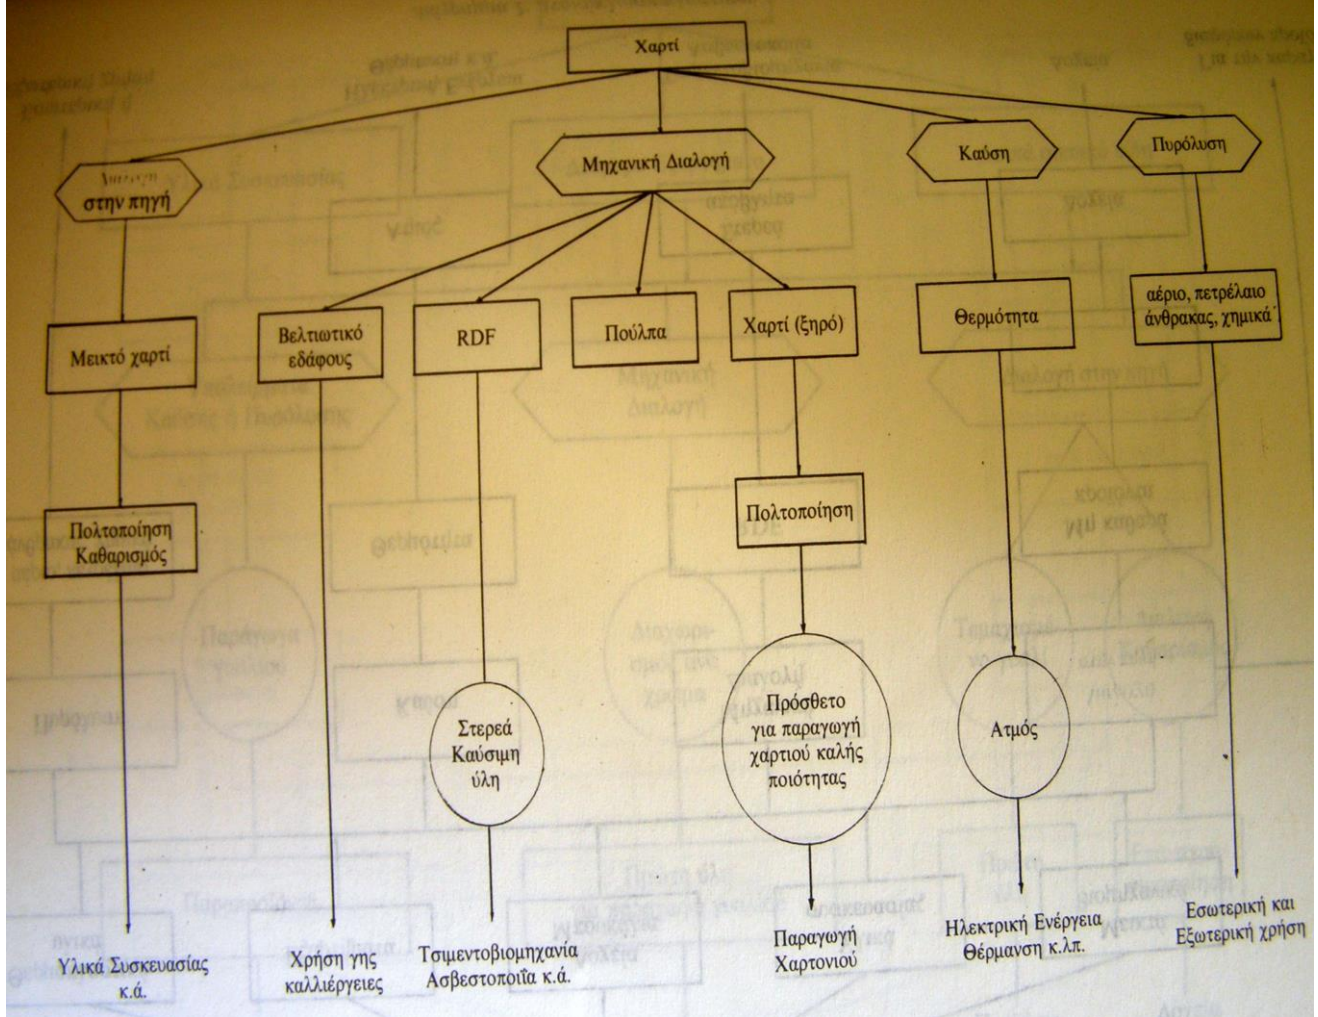 Χαρτί
στην πηγή
Μηχανική Διαλογή
Καύση
Πυρόλυση
Μεικτό χαρτί
Βελτιωτικό
εδάφους
RDF
Πούλπα
Χαρτί (ξηρό)
Θερμότητα
αέριο, πετρέλαιο
άνθρακας, χημικά
Πολτοποίηση
Καθαρισμός
Πολτοποίηση
Στερεά
Καύσιμη
ύλη
Πρόσθετο
για παραγωγή
χαρτιού καλής
ποιότητας
Ατμός
Υλικά Συσκευασίας
κ.ά.
Χρήση γης
καλλιέργειες
Τσιμεντοβιομηχανία
Ασβεστοποιΐα κ.ά.
Παραγωγή
Χαρτονιού
Ηλεκτρική Ενέργεια
Θέρμανση κ.λπ.
Εσωτερική και
Εξωτερική χρήση